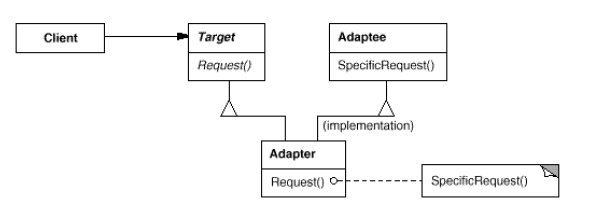 Client
Target
Request()
Adaptee
SpecificRequest()
(implementation)
Adapter
Request()
SpecificRequest()